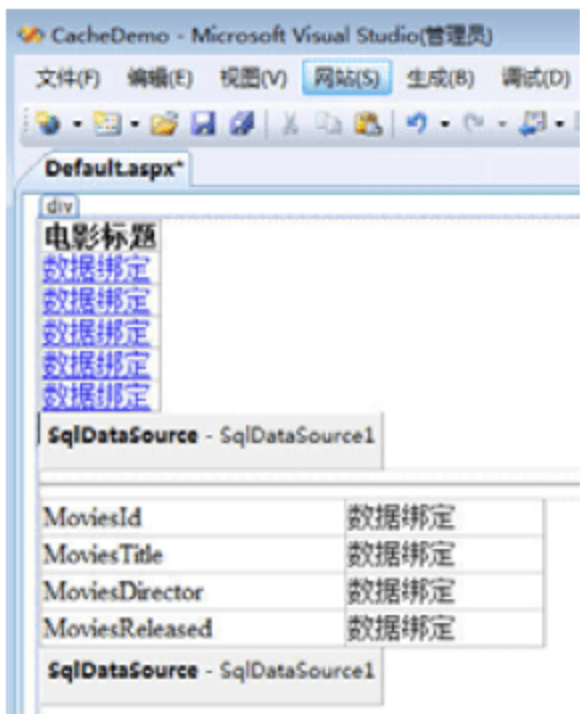 CacheDemo - Microsoft Visual Studio(管理员)
文件(F) 编辑(E) 视图(V) 网站(S) 生成(B) 调试(D)
Default.aspx*
div
电影标题
数据绑定
数据绑定
数据绑定
数据绑定
数据绑定
SqlDataSource - SqlDataSource1
MoviesId 数据绑定
MoviesTitle 数据绑定
MoviesDirector 数据绑定
MoviesReleased 数据绑定
SqlDataSource - SqlDataSource1